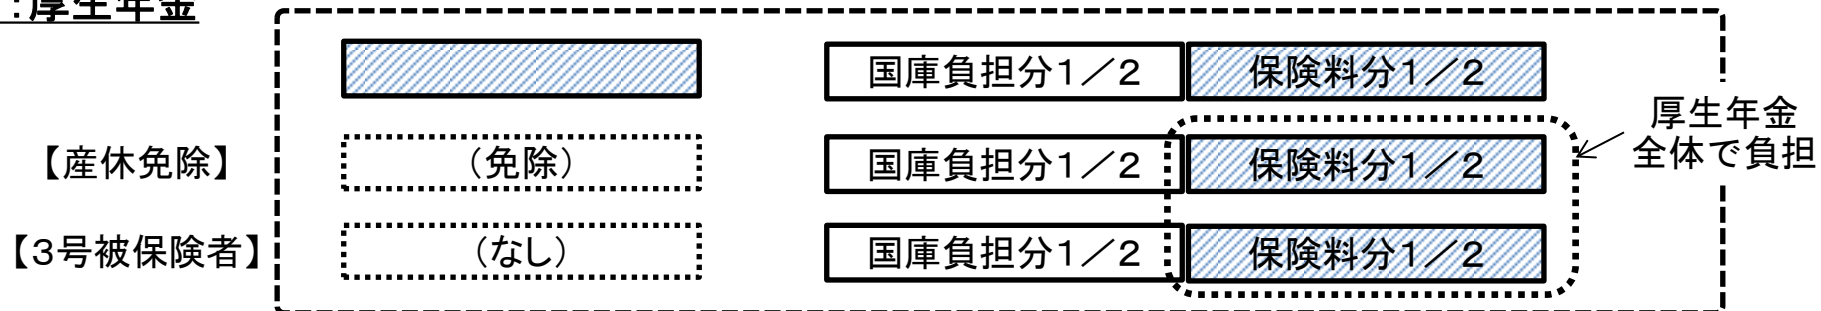 :厚生年金
国庫負担分1／2 保険料分1／2
【産休免除】 （免除） 国庫負担分1／2 保険料分1／2
厚生年金
全体で負担
【3号被保険者】 （なし） 国庫負担分1／2 保険料分1／2